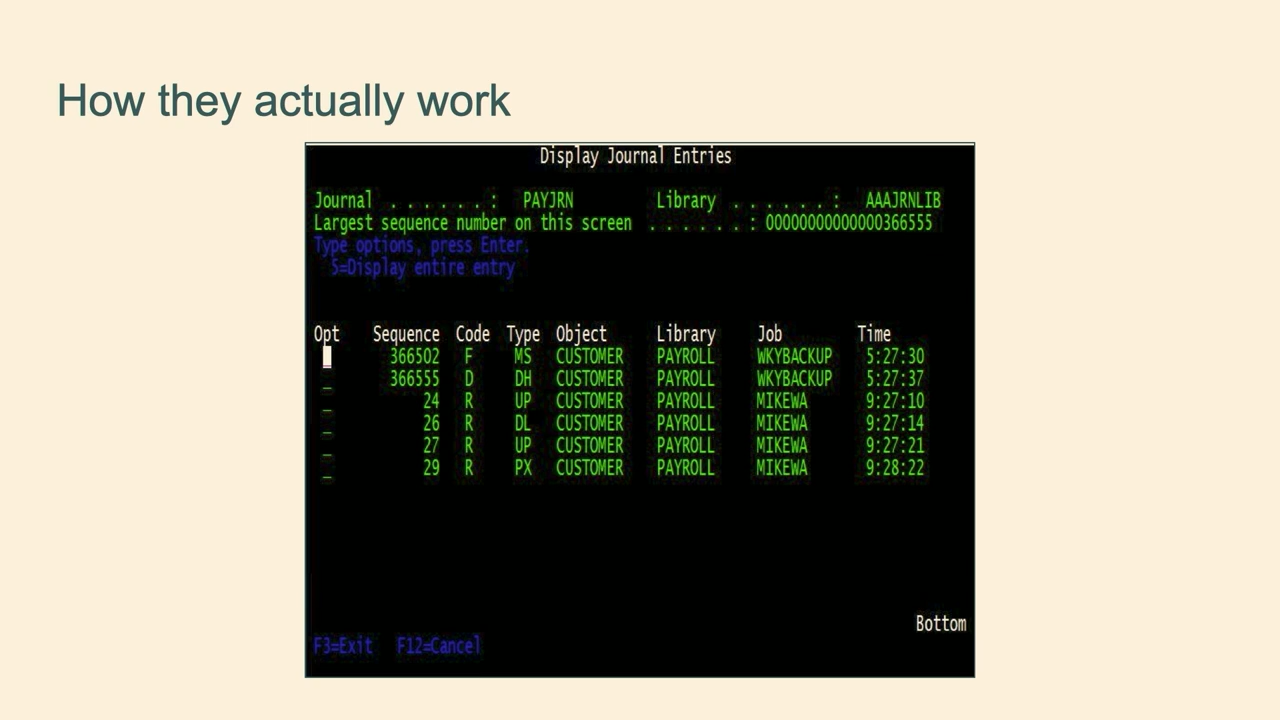 How they actually work
Display Journal Entries
Journal . . . . . . : PAYJRN Library . . . . . . : AAAJRNLIB
Largest sequence number on this screen . . . . . . : 00000000000000366555
Type options, press Enter.
5=Display entire entry
Opt Sequence Code Type Object Library Job Time
366502 F MS CUSTOMER PAYROLL WKYBACKUP 5:27:30
_ 366555 D DH CUSTOMER PAYROLL WKYBACKUP 5:27:37
_ 24 R UP CUSTOMER PAYROLL MIKEWA 9:27:10
_ 26 R DL CUSTOMER PAYROLL MIKEWA 9:27:14
_ 27 R UP CUSTOMER PAYROLL MIKEWA 9:27:21
_ 29 R PX CUSTOMER PAYROLL MIKEWA 9:28:22
Bottom
F3=Exit F12=Cancel